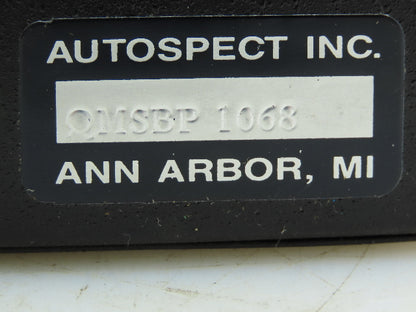 AUTOSPECT INC.
QMSBP 1068
ANN ARBOR, MI